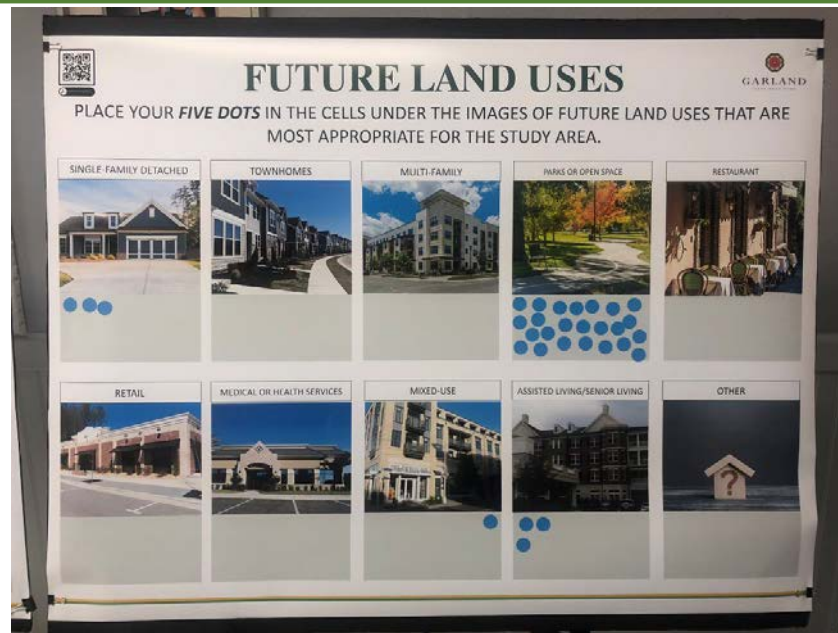 FUTURE LAND USES
GARLAND
PLACE YOUR FIVE DOTS IN THE CELLS UNDER THE IMAGES OF FUTURE LAND USES THAT ARE
MOST APPROPRIATE FOR THE STUDY AREA.
SINGLE-FAMILY DETACHED
TOWNHOMES
MULTI-FAMILY
PARKS OR OPEN SPACE
RESTAURANT
RETAIL
MEDICAL OR HEALTH SERVICES
MIXED-USE
ASSISTED LIVING/SENIOR LIVING
OTHER
?